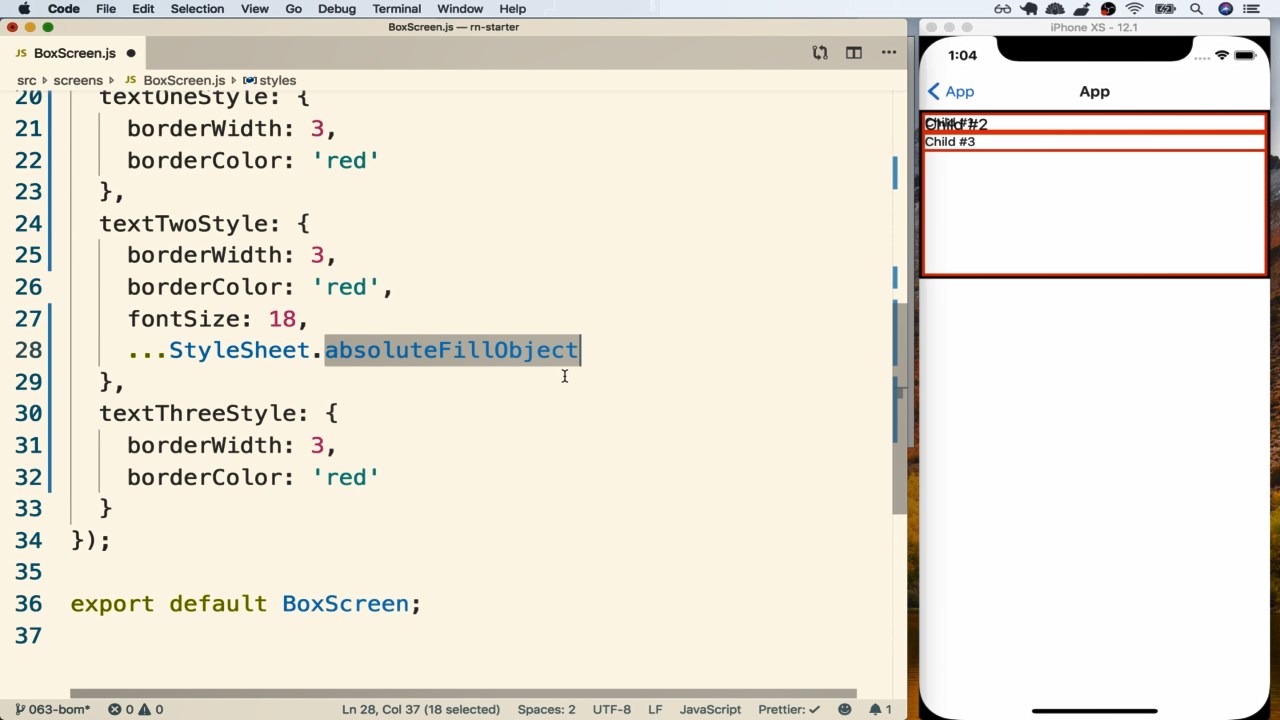 Code File Edit Selection View Go Debug Terminal Window Help
BoxScreen.js — rn-starter
JS BoxScreen.js
src › screens › JS BoxScreen.js › styles
20 textOneStyle: {
21 borderWidth: 3,
22 borderColor: 'red'
23 },
24 textTwoStyle: {
25 borderWidth: 3,
26 borderColor: 'red',
27 fontSize: 18,
28 ...StyleSheet.absoluteFillObject
29 },
30 textThreeStyle: {
31 borderWidth: 3,
32 borderColor: 'red'
33 }
34 });
35
36 export default BoxScreen;
37
063-bom* 0 0 Ln 28, Col 37 (18 selected) Spaces: 2 UTF-8 LF JavaScript Prettier: ✓ 1
iPhone XS - 12.1
1:04
App App
Child #2
Child #3